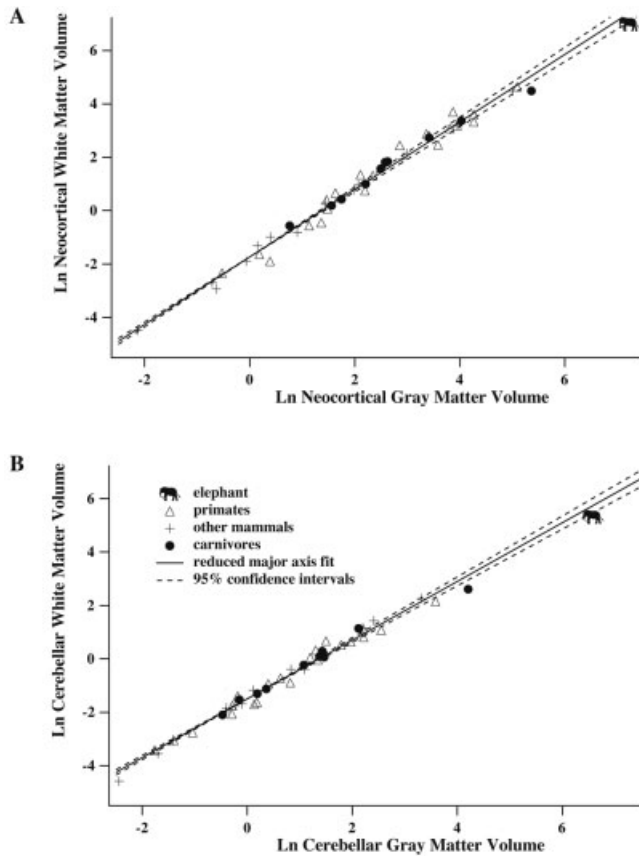 A
Ln Neocortical White Matter Volume
6
4
2
0
-2
-4
-2
0
2
4
6
Ln Neocortical Gray Matter Volume
B
Ln Cerebellar White Matter Volume
6
4
2
0
-2
-4
elephant
primates
other mammals
carnivores
reduced major axis fit
95% confidence intervals
-2
0
2
4
6
Ln Cerebellar Gray Matter Volume